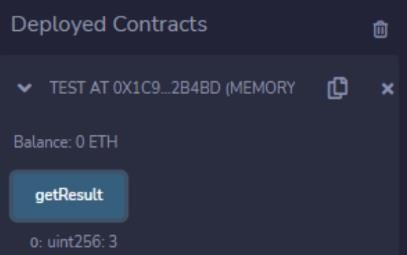 Deployed Contracts
TEST AT 0X1C9...2B4BD (MEMORY
Balance: 0 ETH
getResult
0: uint256: 3